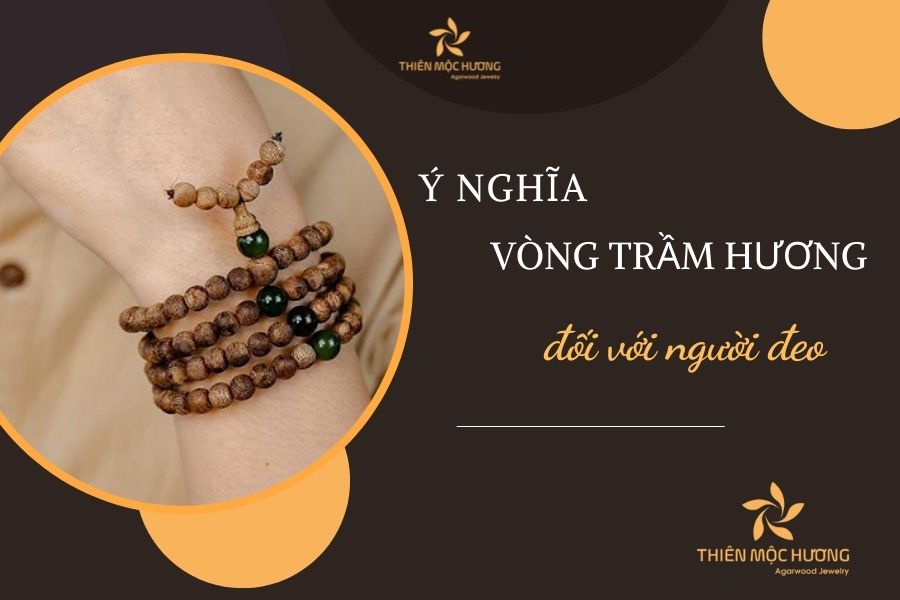 THIÊN MỘC HƯƠNG
Agarwood Jewelry
Ý NGHĨA
VÒNG TRẦM HƯƠNG
đối với người đeo
THIÊN MỘC HƯƠNG
Agarwood Jewelry